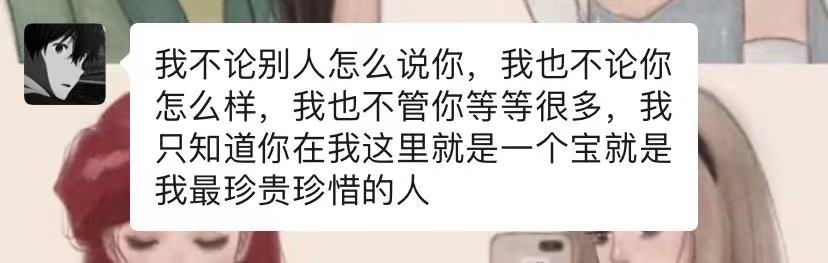 我不论别人怎么说你，我也不论你
怎么样，我也不管你等等很多，我
只知道你在我这里就是一个宝就是
我最珍贵珍惜的人